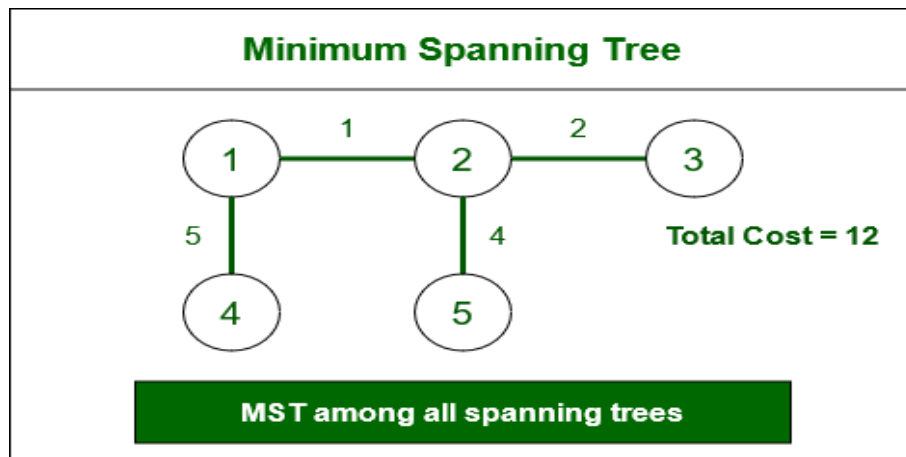 Minimum Spanning Tree
1 1 2 2 3
5 4 Total Cost = 12
4 5
MST among all spanning trees